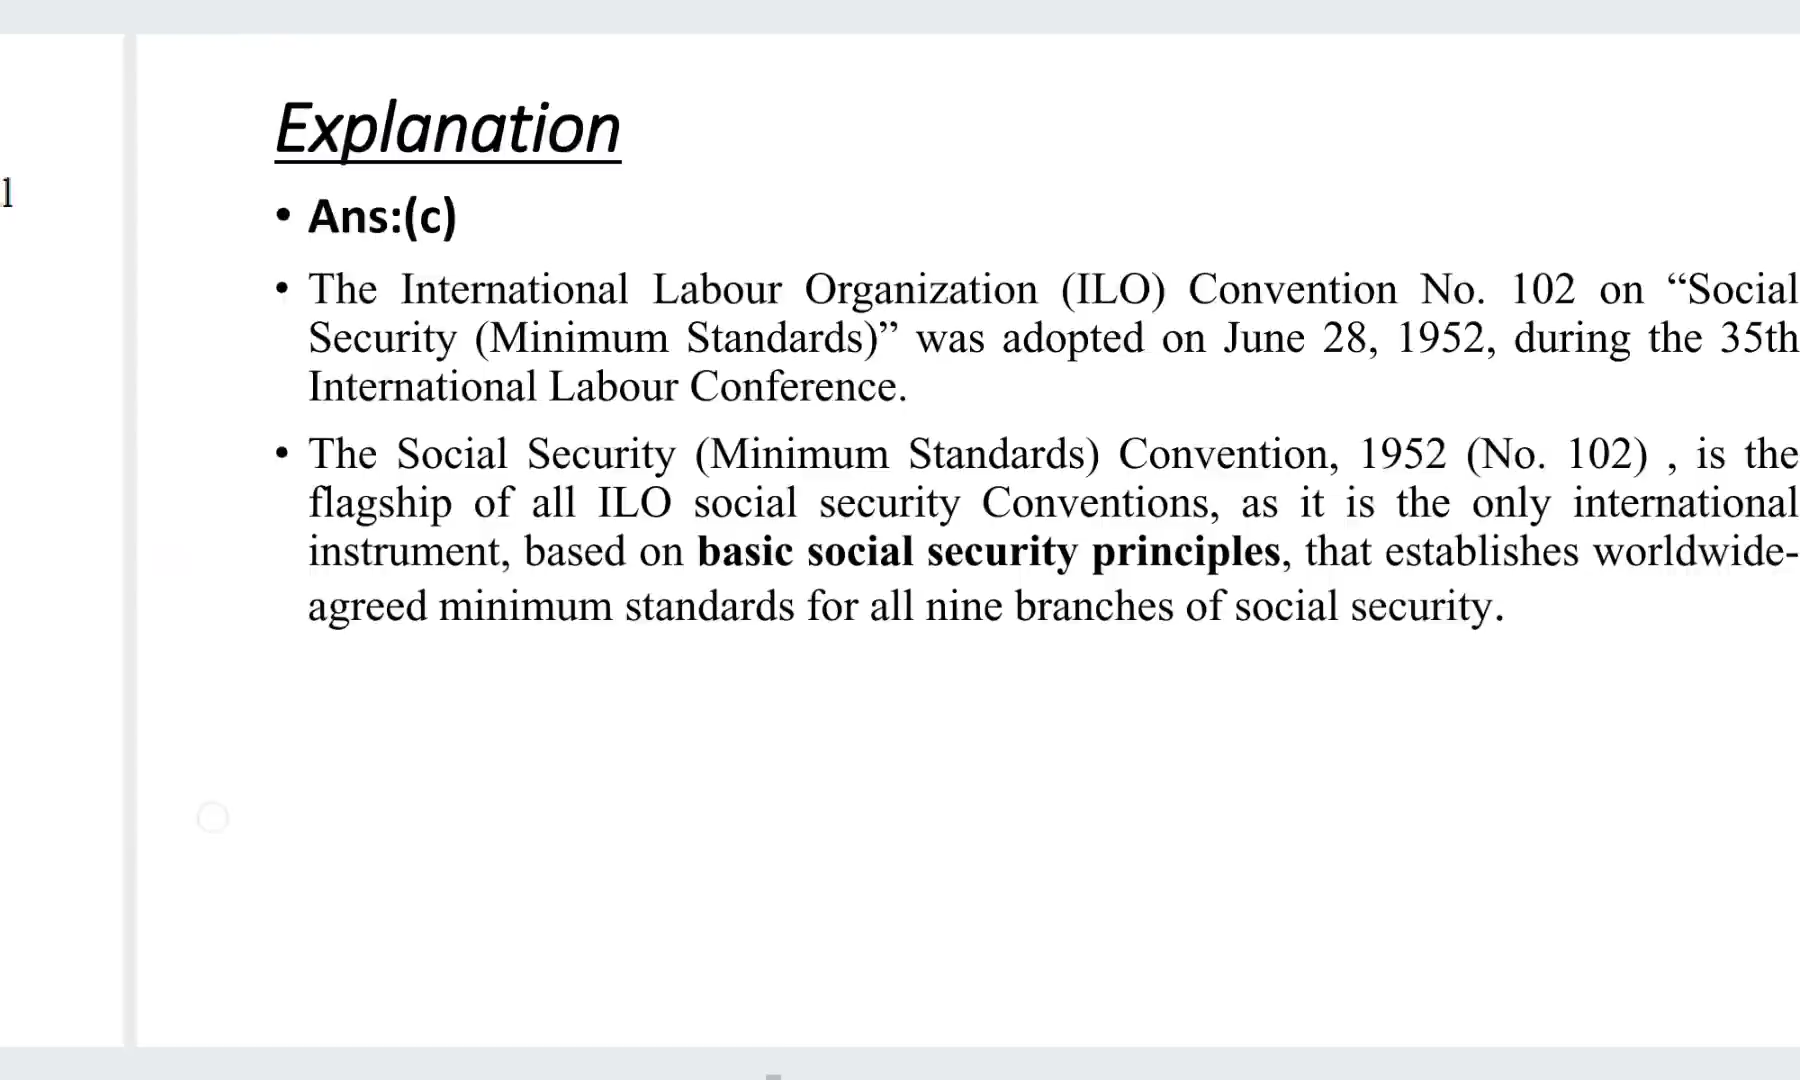 l
Explanation
• Ans:(c)
• The International Labour Organization (ILO) Convention No. 102 on “Social
Security (Minimum Standards)” was adopted on June 28, 1952, during the 35th
International Labour Conference.
• The Social Security (Minimum Standards) Convention, 1952 (No. 102) , is the
flagship of all ILO social security Conventions, as it is the only international
instrument, based on basic social security principles, that establishes worldwide-
agreed minimum standards for all nine branches of social security.